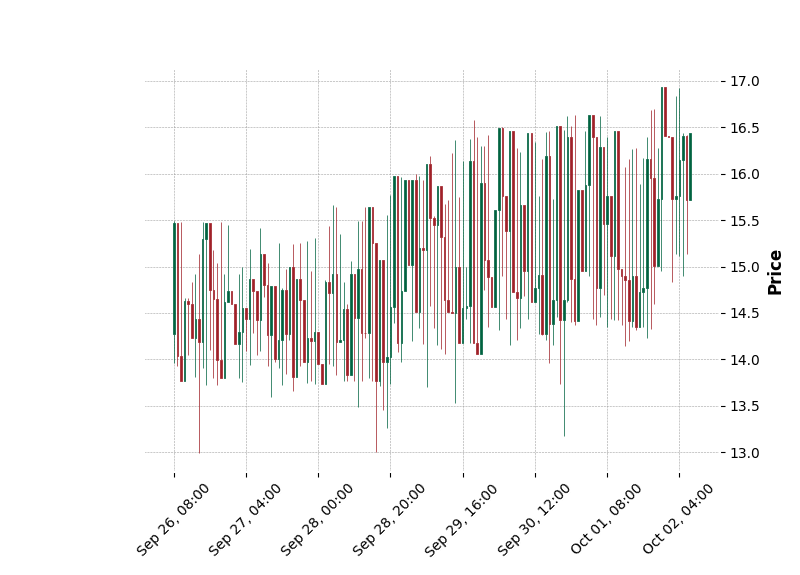 17.0
16.5
16.0
15.5
15.0
14.5
14.0
13.5
13.0
Price
Sep 26, 08:00
Sep 27, 04:00
Sep 28, 00:00
Sep 28, 20:00
Sep 29, 16:00
Sep 30, 12:00
Oct 01, 08:00
Oct 02, 04:00